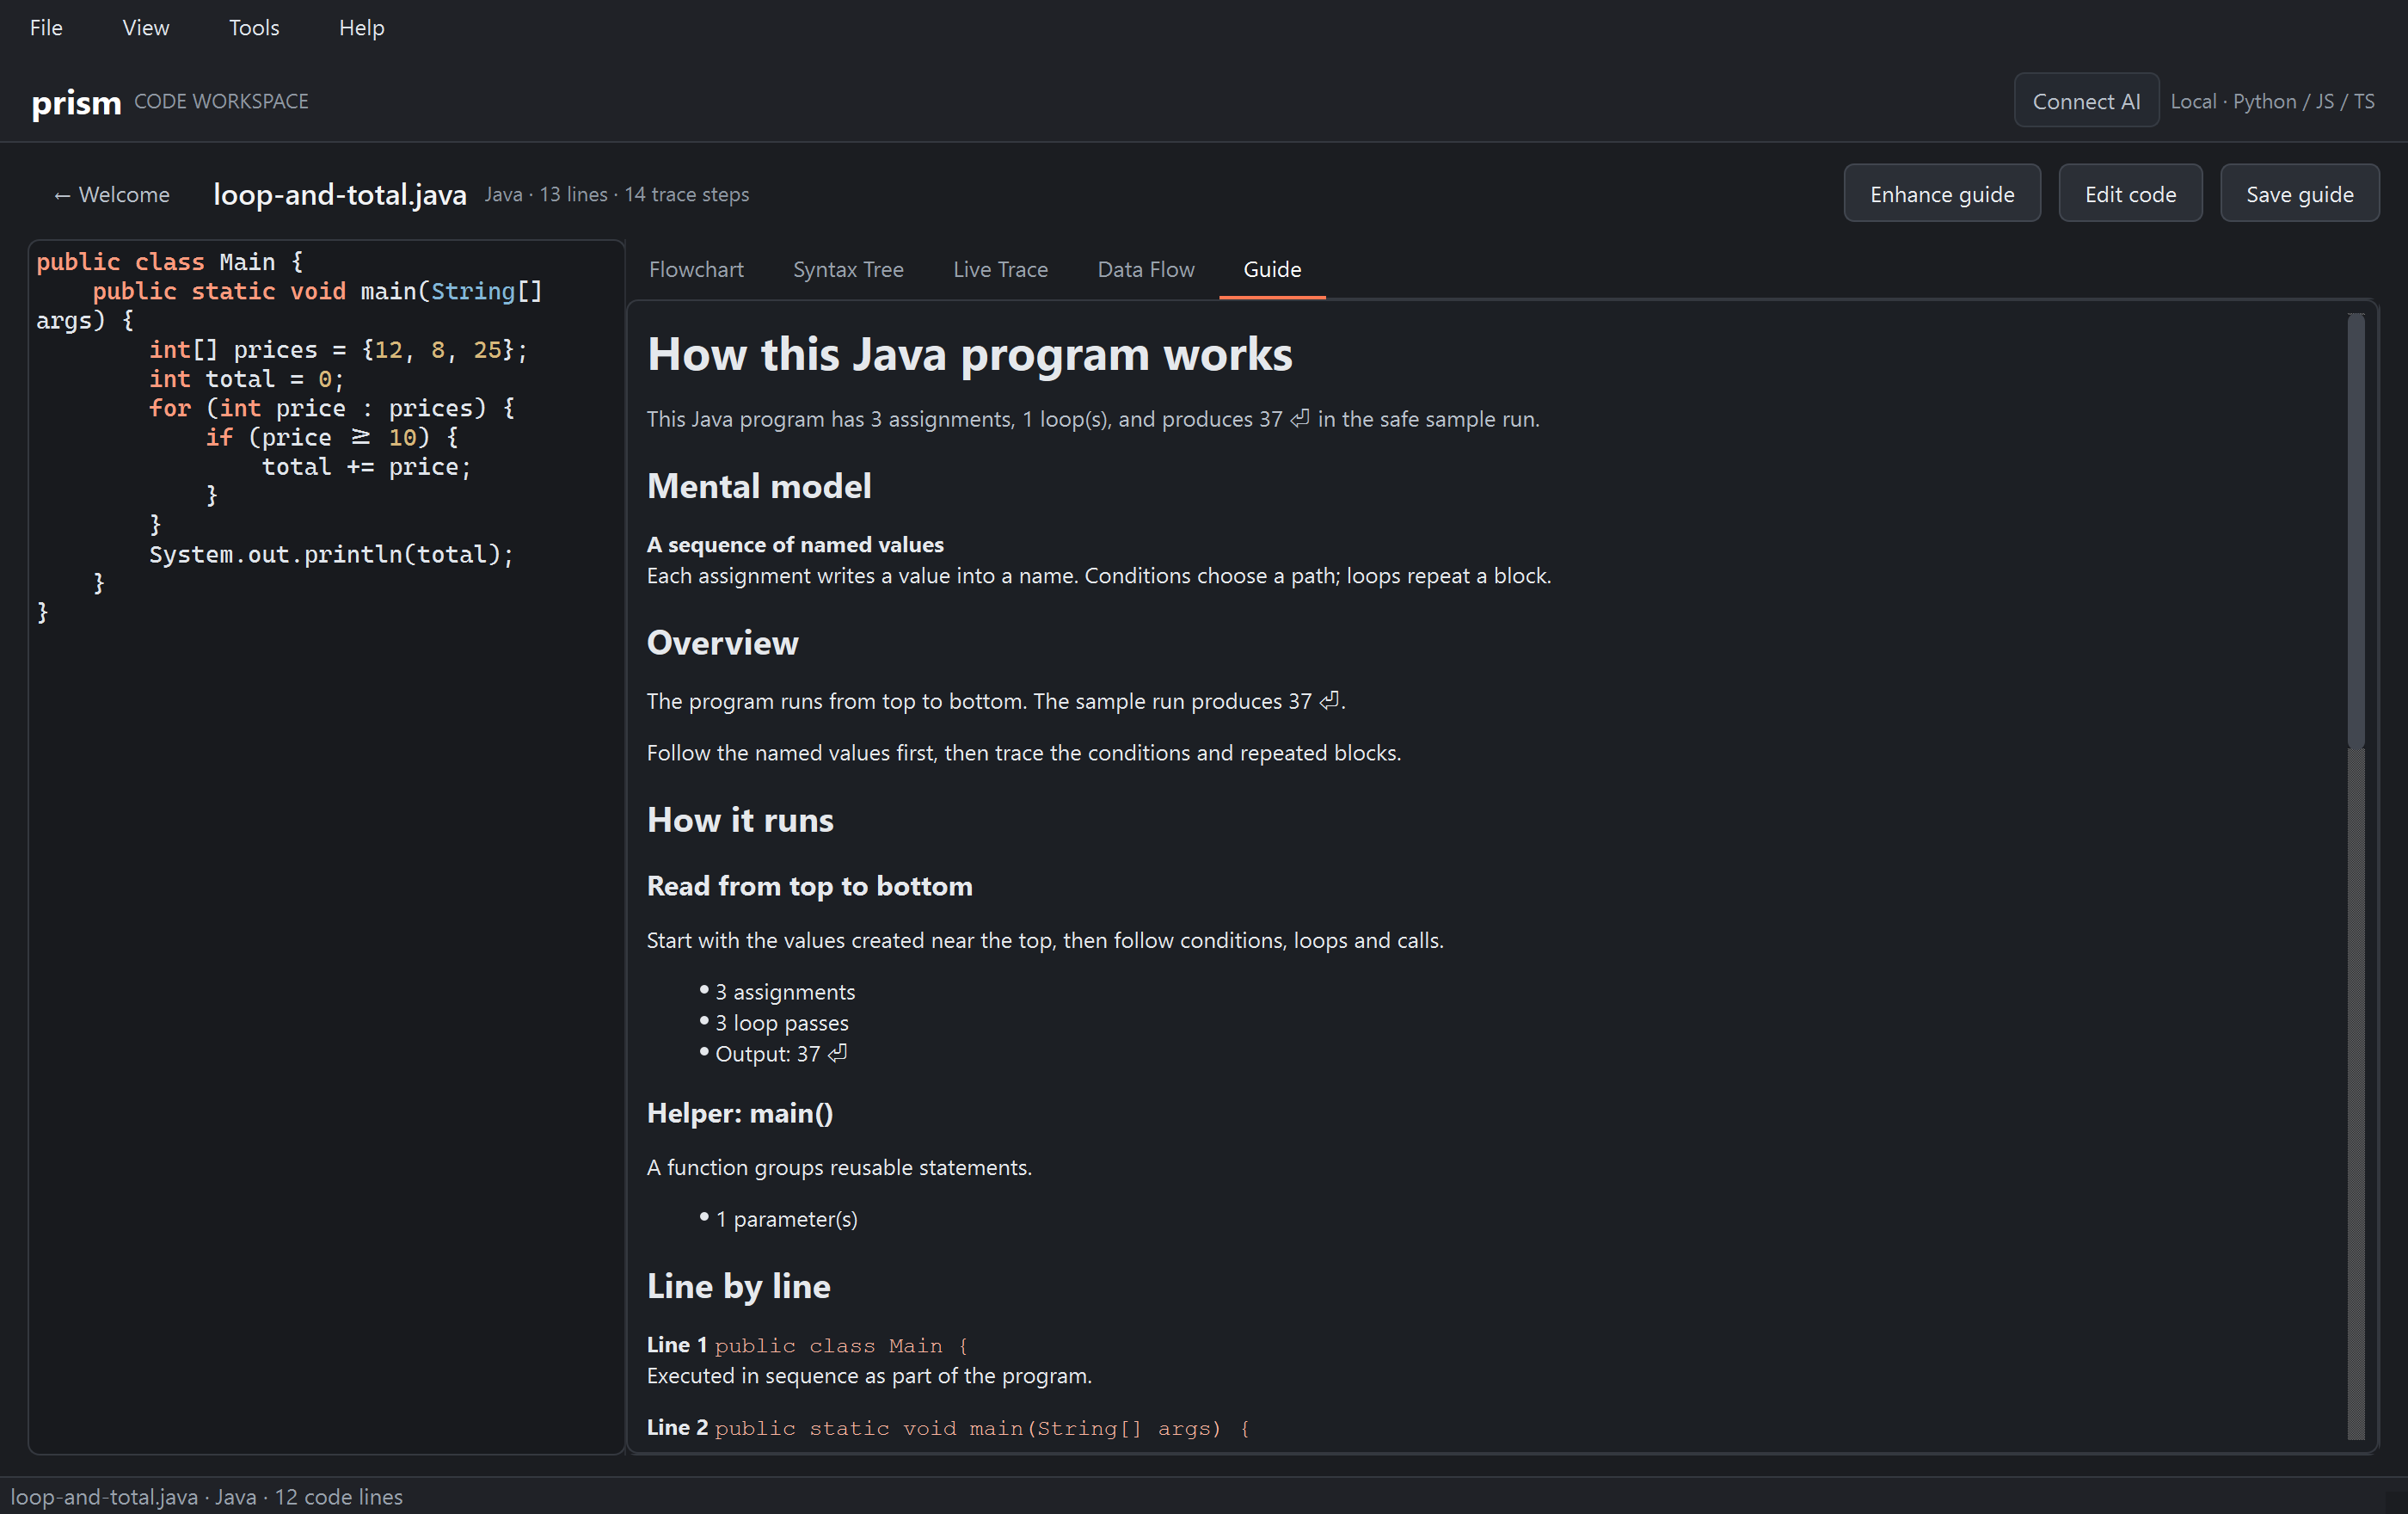 File View Tools Help
prism CODE WORKSPACE
Connect AI Local · Python / JS / TS
← Welcome loop-and-total.java Java · 13 lines · 14 trace steps
Enhance guide Edit code Save guide
public class Main {
    public static void main(String[]
args) {
        int[] prices = {12, 8, 25};
        int total = 0;
        for (int price : prices) {
            if (price ≥ 10) {
                total += price;
            }
        }
        System.out.println(total);
    }
}
Flowchart Syntax Tree Live Trace Data Flow Guide
How this Java program works
This Java program has 3 assignments, 1 loop(s), and produces 37 ⏎ in the safe sample run.
Mental model
A sequence of named values
Each assignment writes a value into a name. Conditions choose a path; loops repeat a block.
Overview
The program runs from top to bottom. The sample run produces 37 ⏎.
Follow the named values first, then trace the conditions and repeated blocks.
How it runs
Read from top to bottom
Start with the values created near the top, then follow conditions, loops and calls.
• 3 assignments
• 3 loop passes
• Output: 37 ⏎
Helper: main()
A function groups reusable statements.
• 1 parameter(s)
Line by line
Line 1 public class Main {
Executed in sequence as part of the program.
Line 2 public static void main(String[] args) {
loop-and-total.java · Java · 12 code lines